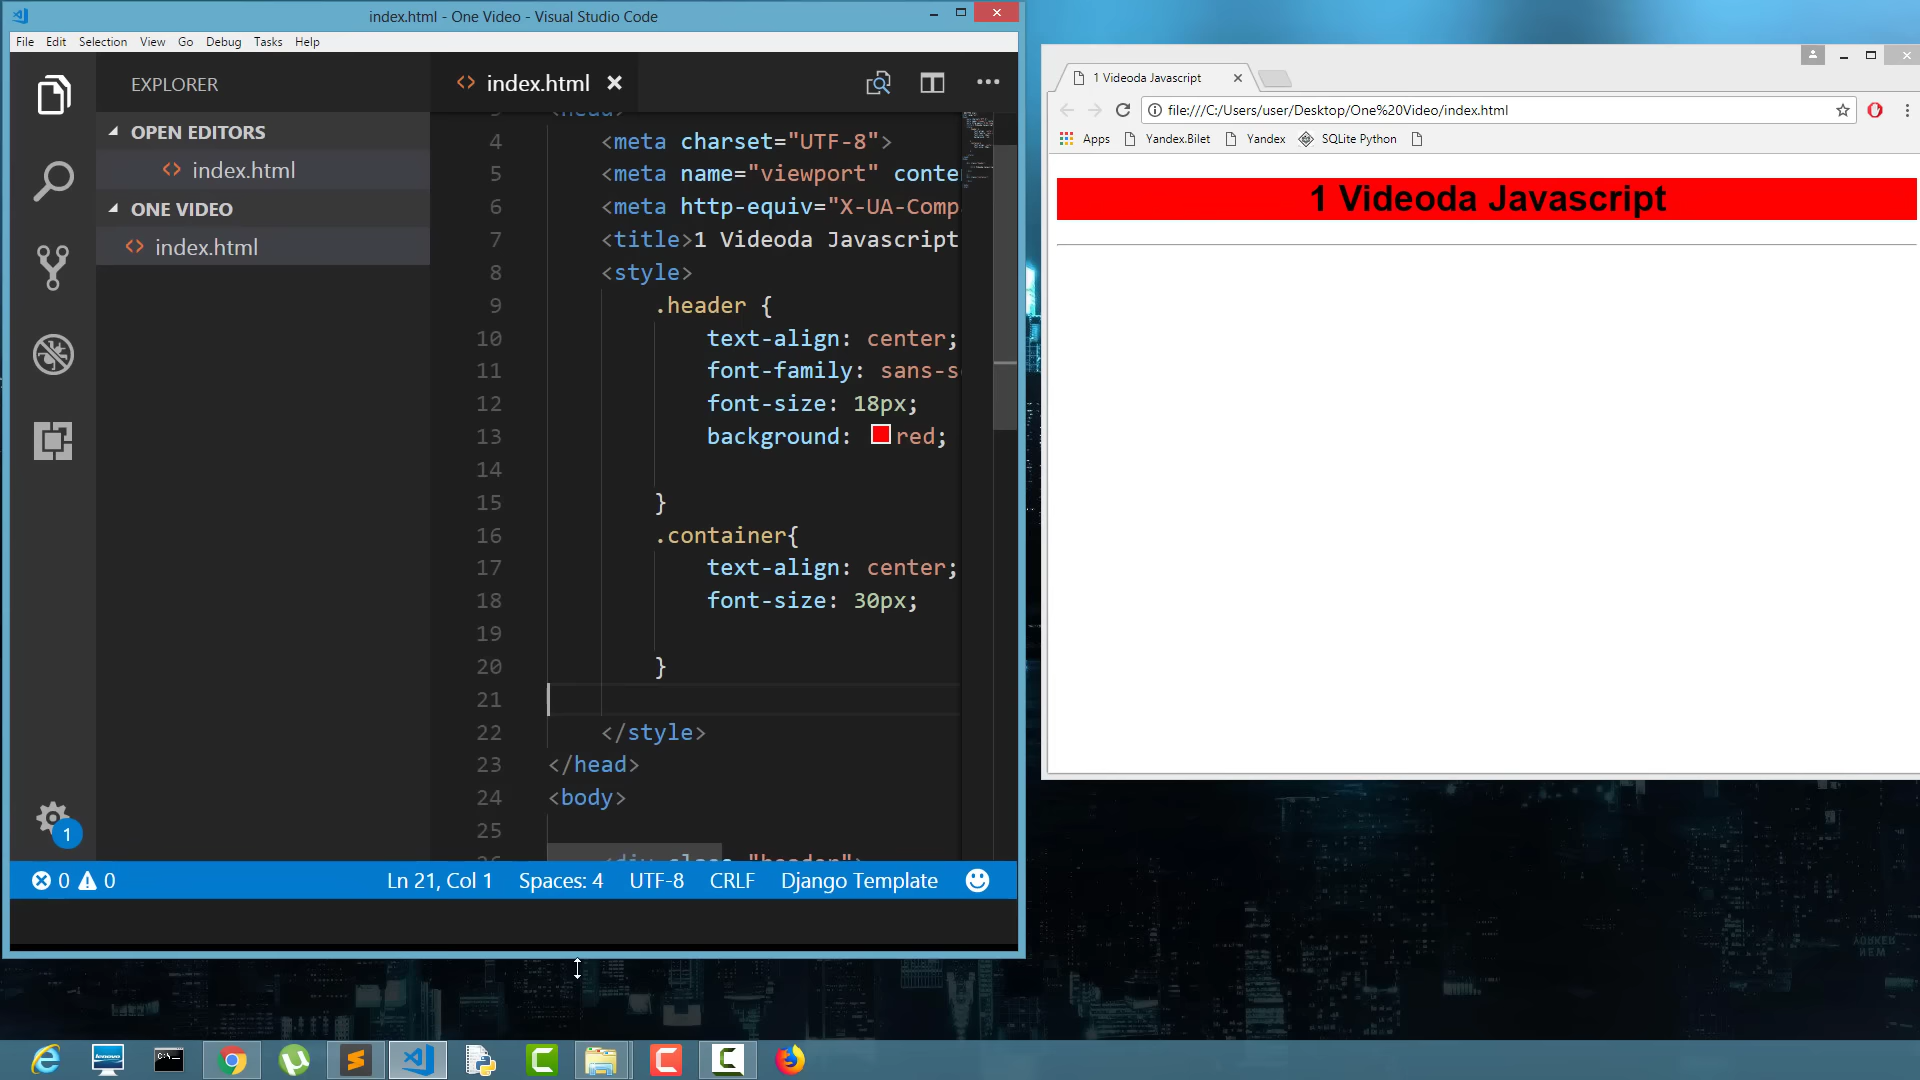 index.html - One Video - Visual Studio Code
File Edit Selection View Go Debug Tasks Help
EXPLORER
OPEN EDITORS
index.html
ONE VIDEO
index.html
index.html
4 <meta charset="UTF-8">
5 <meta name="viewport" conte
6 <meta http-equiv="X-UA-Comp
7 <title>1 Videoda Javascript
8 <style>
9 .header {
10 text-align: center;
11 font-family: sans-s
12 font-size: 18px;
13 background: red;
14
15 }
16 .container{
17 text-align: center;
18 font-size: 30px;
19
20 }
21
22 </style>
23 </head>
24 <body>
25
<div class="header">
1
0 0 Ln 21, Col 1 Spaces: 4 UTF-8 CRLF Django Template
1 Videoda Javascript
file:///C:/Users/user/Desktop/One%20Video/index.html
Apps Yandex.Bilet Yandex SQLite Python
1 Videoda Javascript